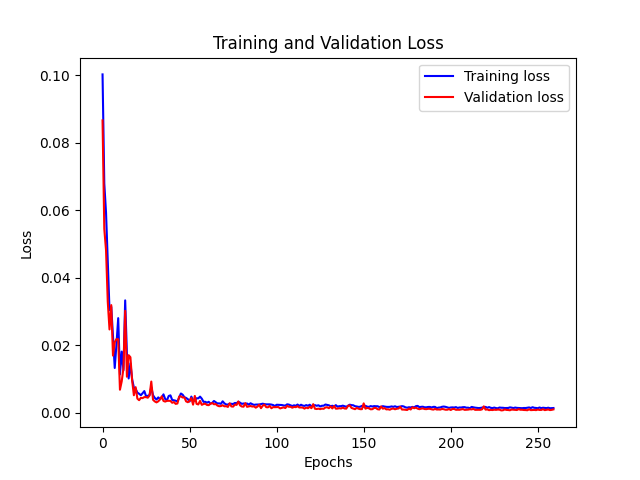 Training and Validation Loss
Training loss
Validation loss
0.10
0.08
0.06
0.04
0.02
0.00
Loss
0
50
100
150
200
250
Epochs